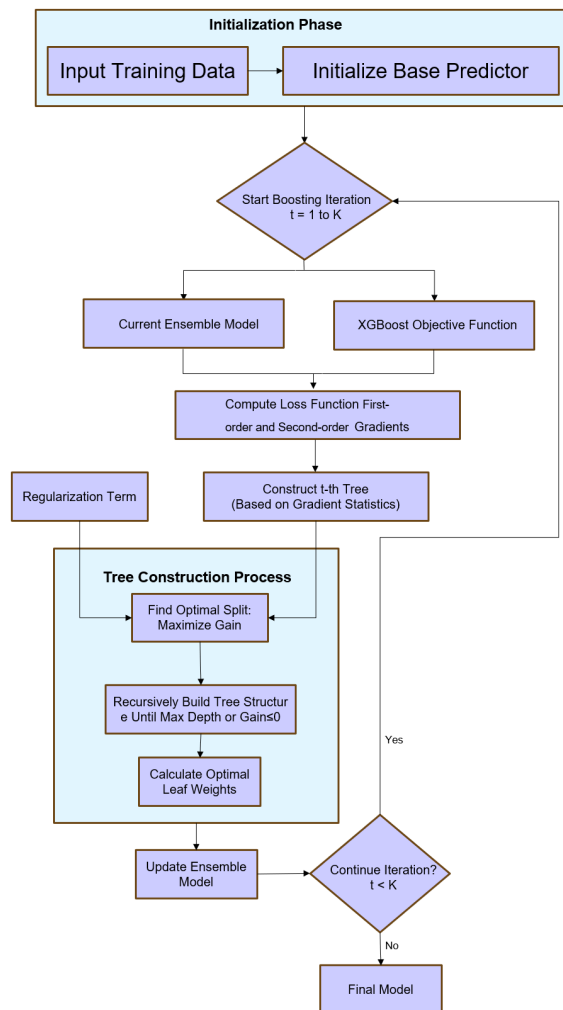 Initialization Phase
Input Training Data
Initialize Base Predictor
Start Boosting Iteration
t = 1 to K
Current Ensemble Model
XGBoost Objective Function
Compute Loss Function First-
order and Second-order Gradients
Regularization Term
Construct t-th Tree
(Based on Gradient Statistics)
Tree Construction Process
Find Optimal Split:
Maximize Gain
Recursively Build Tree Structur
e Until Max Depth or Gain≤0
Yes
Calculate Optimal
Leaf Weights
Update Ensemble
Model
Continue Iteration?
t < K
No
Final Model